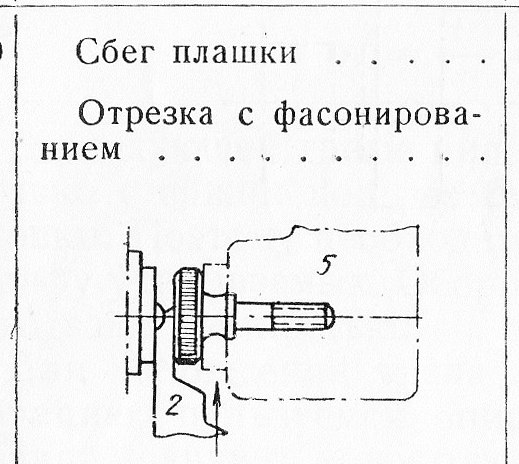 Сбег плашки . . . . .
Отрезка с фасонирова-
нием . . . . . . . . . .
5
2